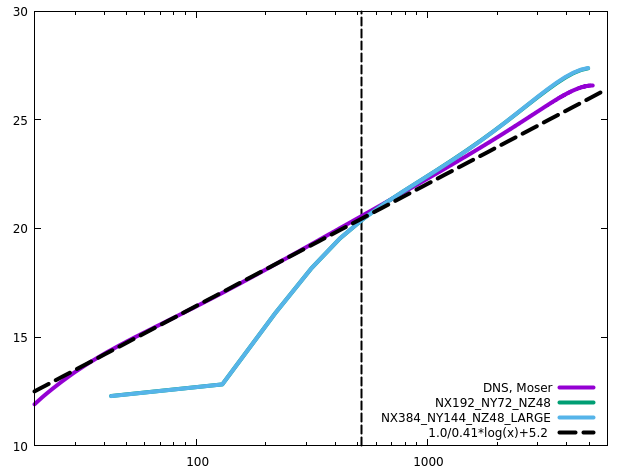 30
25
20
15
10
100
1000
DNS, Moser
NX192_NY72_NZ48
NX384_NY144_NZ48_LARGE
1.0/0.41*log(x)+5.2